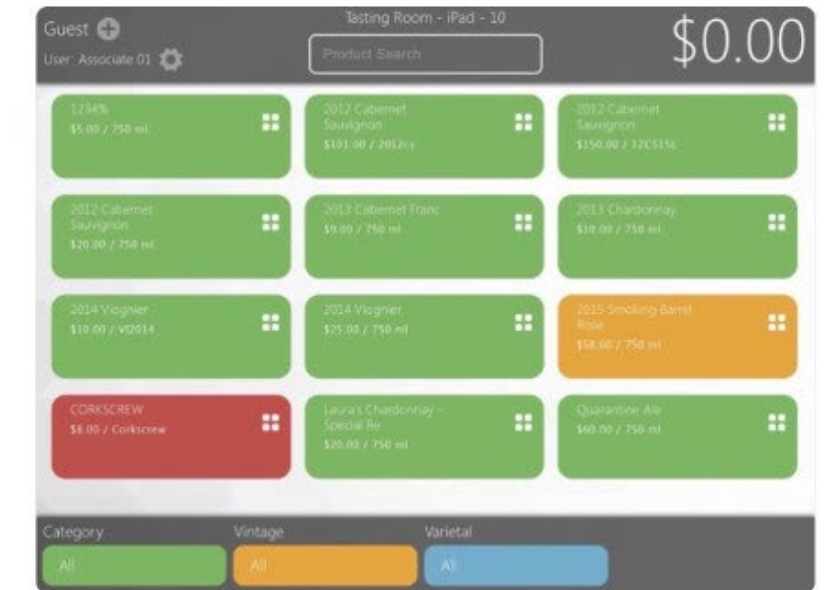 Guest
Tasting Room - iPad - 10
$0.00
User: Associate 01
Product Search
1234%
$5.00 / 750 ml
2012 Cabernet
Sauvignon
$101.00 / 2012cv
2012 Cabernet
Sauvignon
$150.00 / 12CS15L
2012 Cabernet
Sauvignon
$20.00 / 750 ml
2013 Cabernet Franc
$9.00 / 750 ml
2013 Chardonnay
$10.00 / 750 ml
2014 Viognier
$10.00 / VI2014
2014 Viognier
$25.00 / 750 ml
2015 Smoking Barrel
Rose
$58.00 / 750 ml
CORKSCREW
$8.00 / Corkscrew
Laura's Chardonnay -
Special Re
$20.00 / 750 ml
Quarantine Ale
$60.00 / 750 ml
Category
Vintage
Varietal
All
All
All